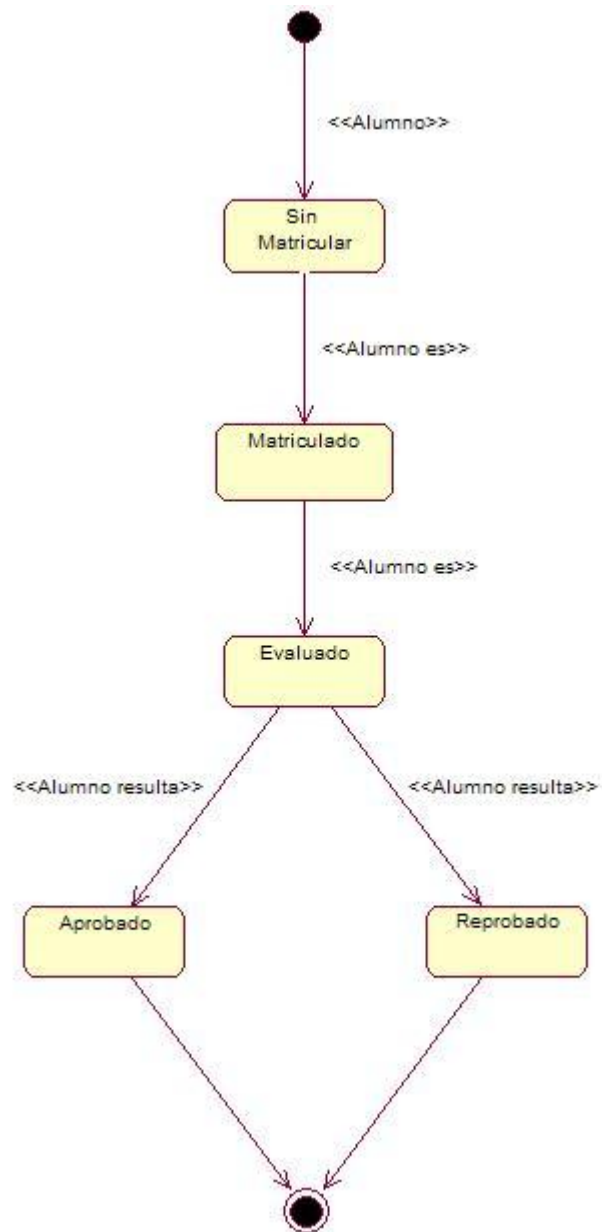 <<Alumno>>
Sin
Matricular
<<Alumno es>>
Matriculado
<<Alumno es>>
Evaluado
<<Alumno resulta>>
<<Alumno resulta>>
Aprobado
Reprobado